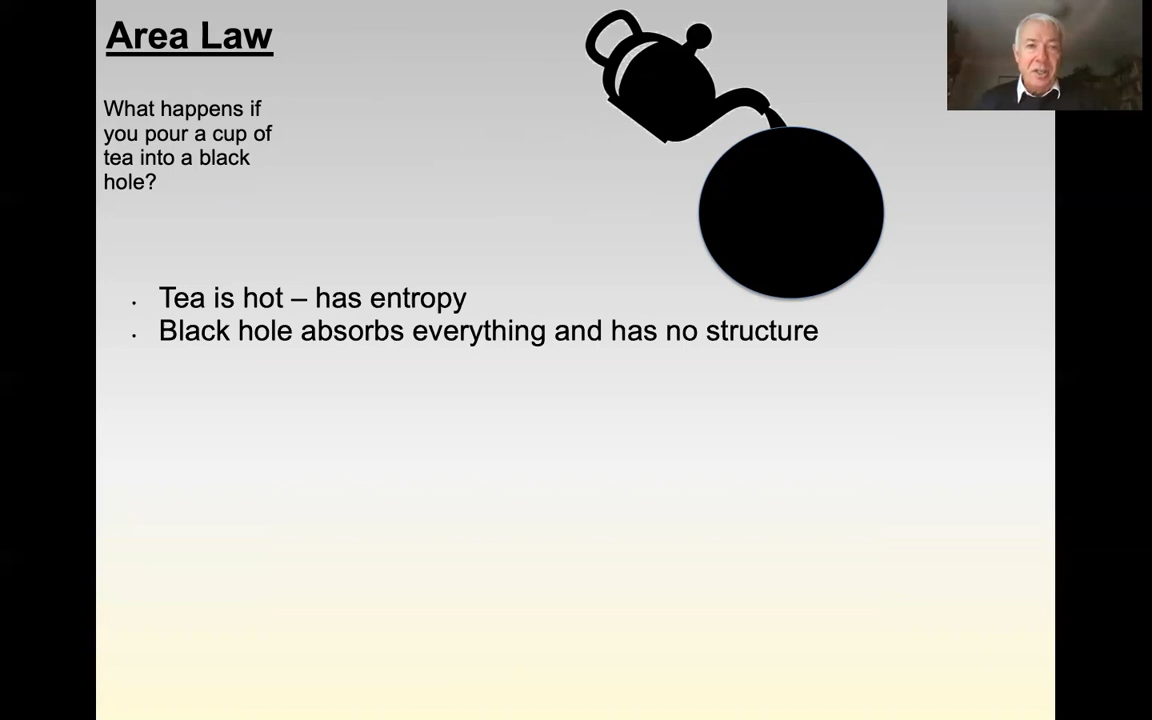 Area Law
What happens if
you pour a cup of
tea into a black
hole?
• Tea is hot – has entropy
• Black hole absorbs everything and has no structure